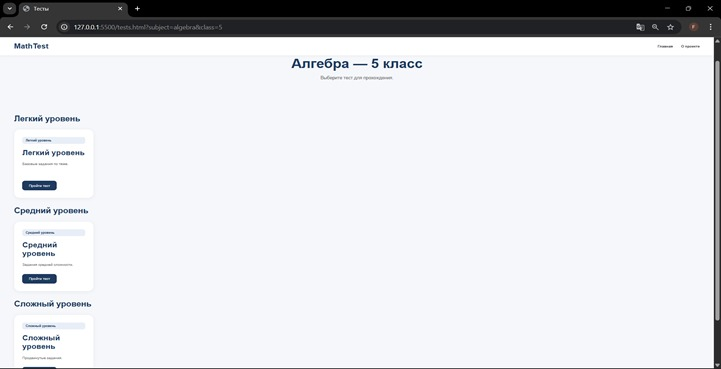 Тесты
127.0.0.1:5500/tests.html?subject=algebra&class=5
MathTest
Главная
О проекте
Алгебра — 5 класс
Выберите тест для прохождения
Легкий уровень
Легкий уровень
Легкий уровень
Базовые задания по теме
Пройти тест
Средний уровень
Средний уровень
Средний
уровень
Задания средней сложности
Пройти тест
Сложный уровень
Сложный уровень
Сложный
уровень
Продвинутые задания